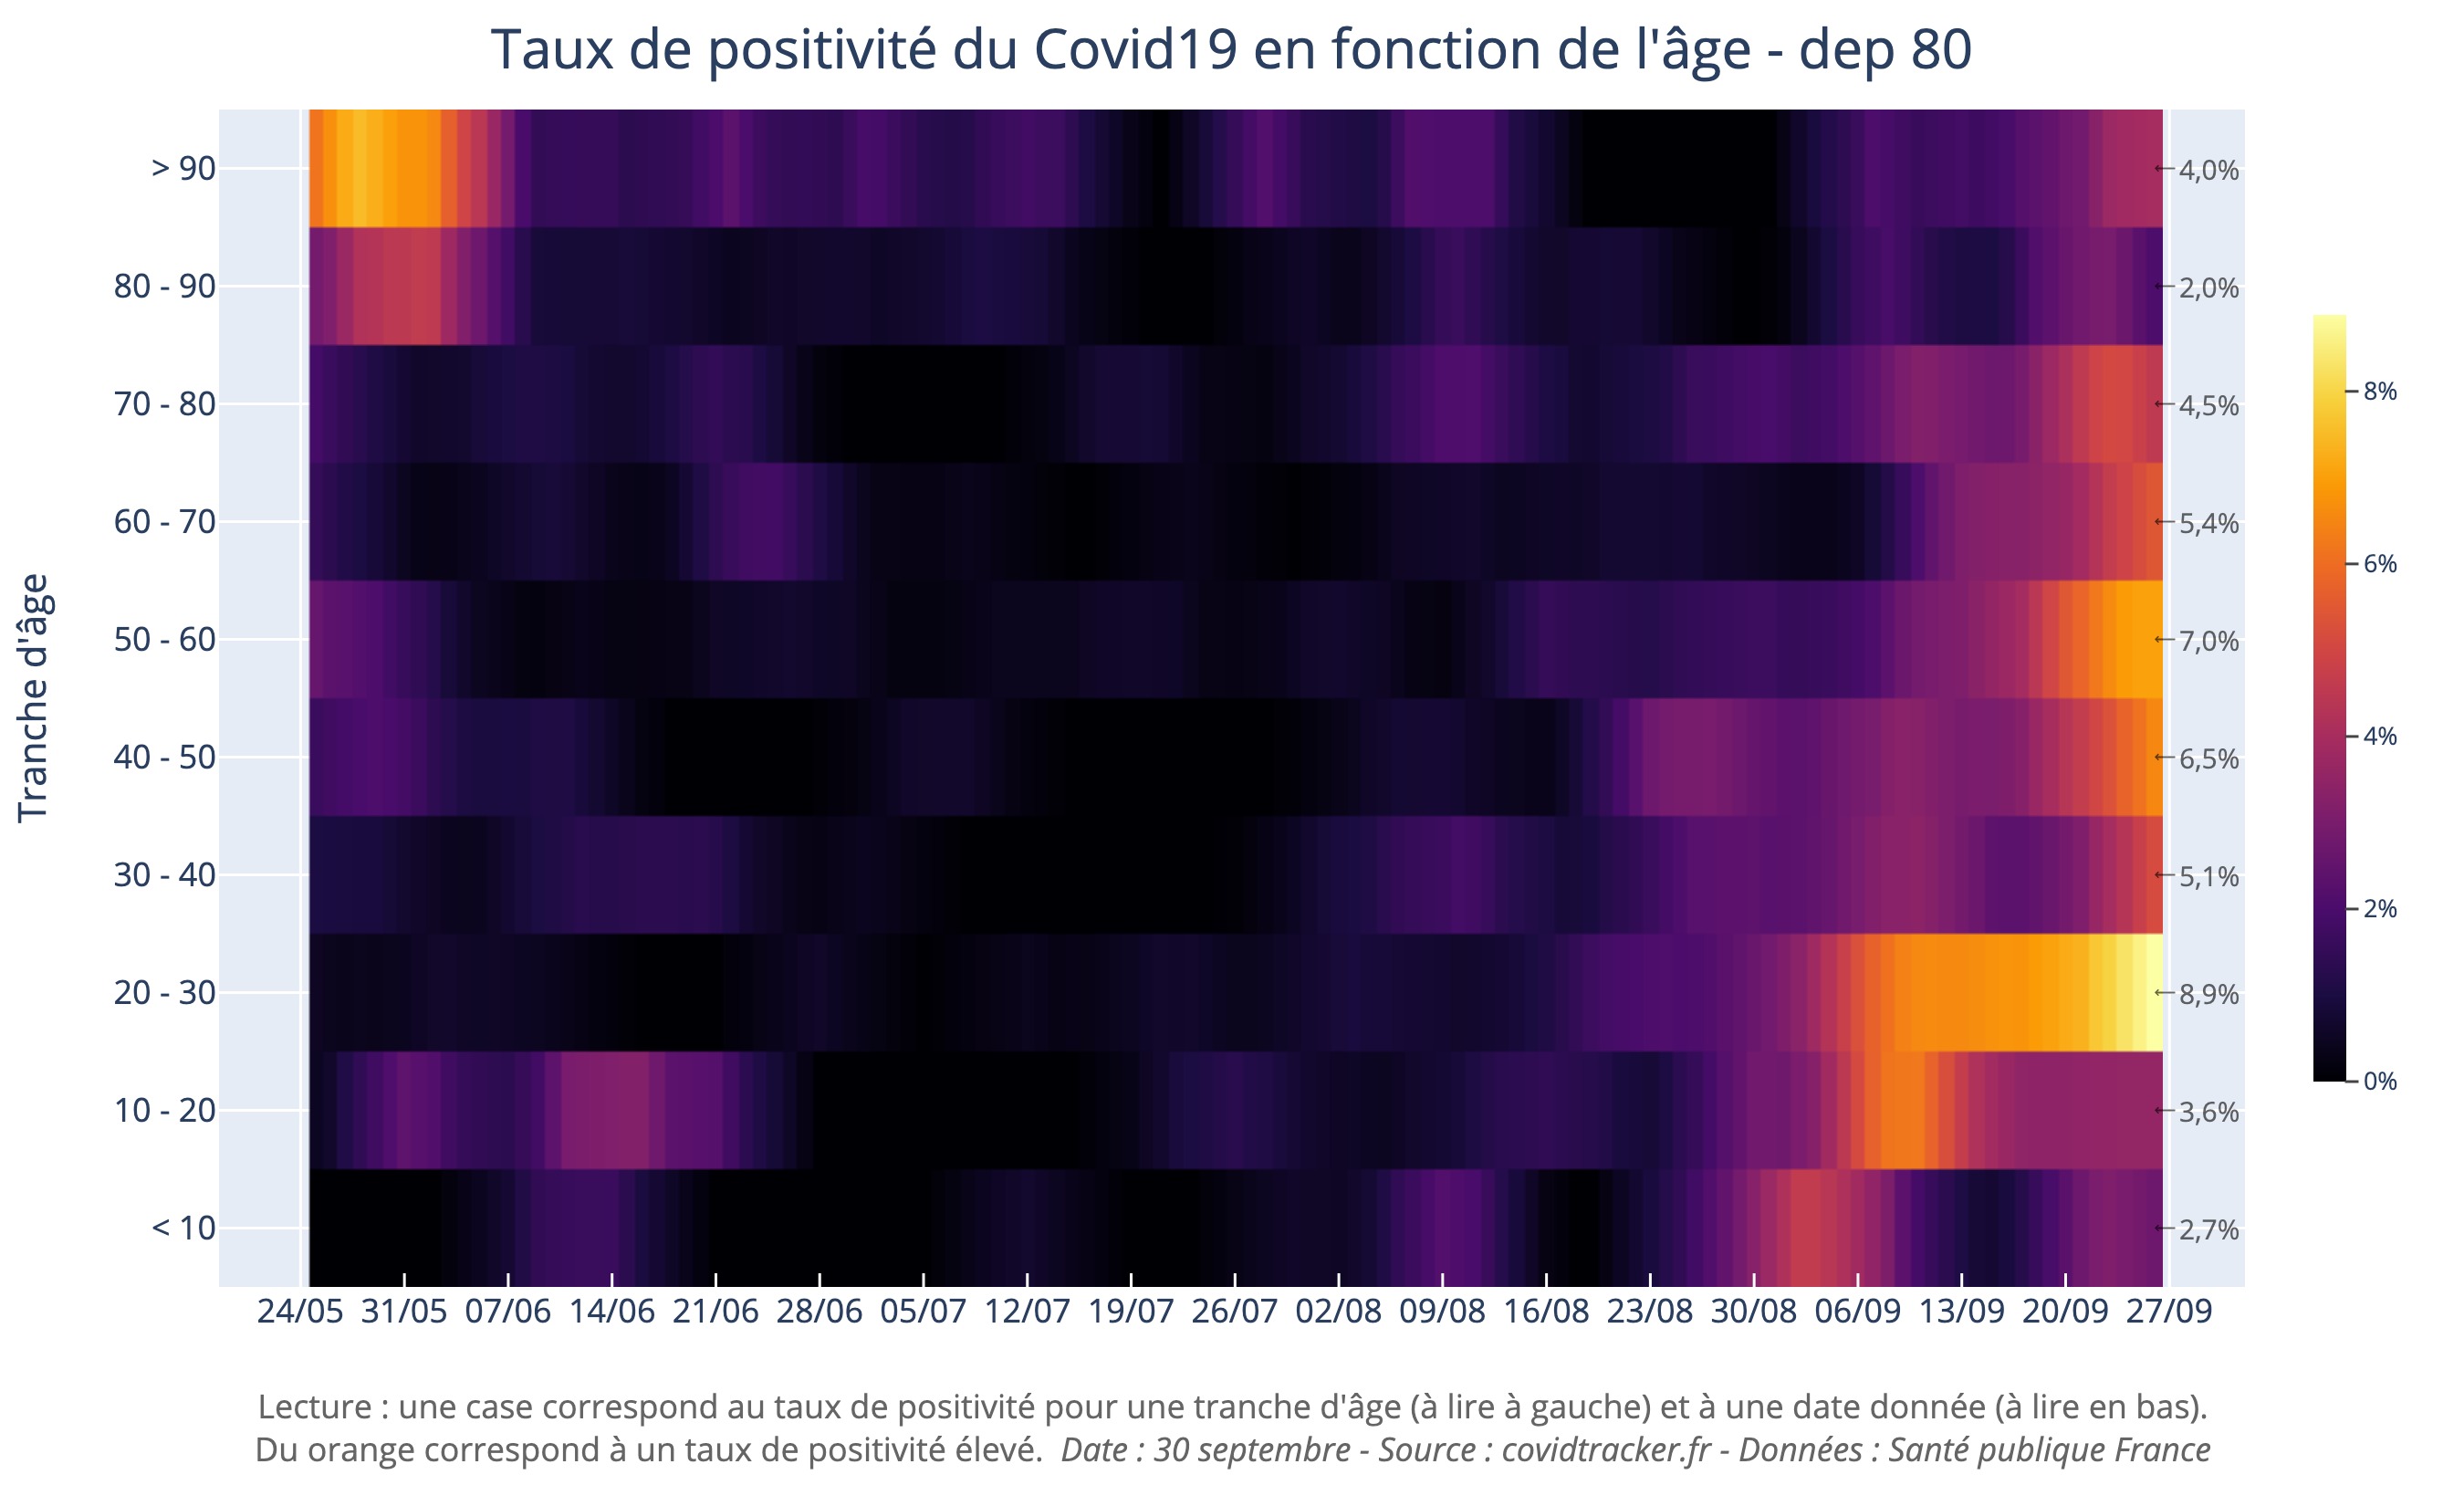 Taux de positivité du Covid19 en fonction de l'âge - dep 80
Tranche d'âge
> 90
80 - 90
70 - 80
60 - 70
50 - 60
40 - 50
30 - 40
20 - 30
10 - 20
< 10
4,0%
2,0%
4,5%
5,4%
7,0%
6,5%
5,1%
8,9%
3,6%
2,7%
8%
6%
4%
2%
0%
24/05 31/05 07/06 14/06 21/06 28/06 05/07 12/07 19/07 26/07 02/08 09/08 16/08 23/08 30/08 06/09 13/09 20/09 27/09
Lecture : une case correspond au taux de positivité pour une tranche d'âge (à lire à gauche) et à une date donnée (à lire en bas).
Du orange correspond à un taux de positivité élevé. Date : 30 septembre - Source : covidtracker.fr - Données : Santé publique France